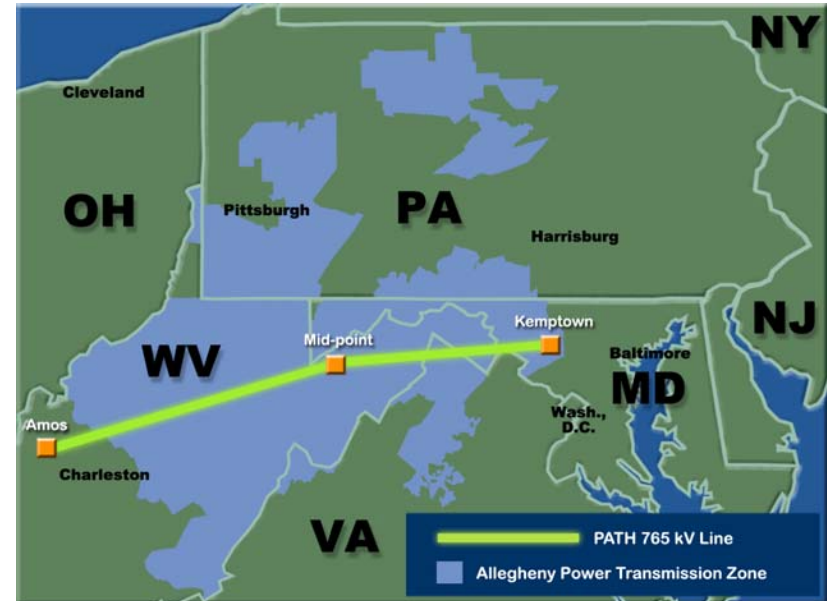 NY
Cleveland
OH
Pittsburgh
PA
Harrisburg
NJ
Kemptown
Mid-point
WV
Baltimore
MD
Wash.,
D.C.
Amos
Charleston
VA
PATH 765 kV Line
Allegheny Power Transmission Zone